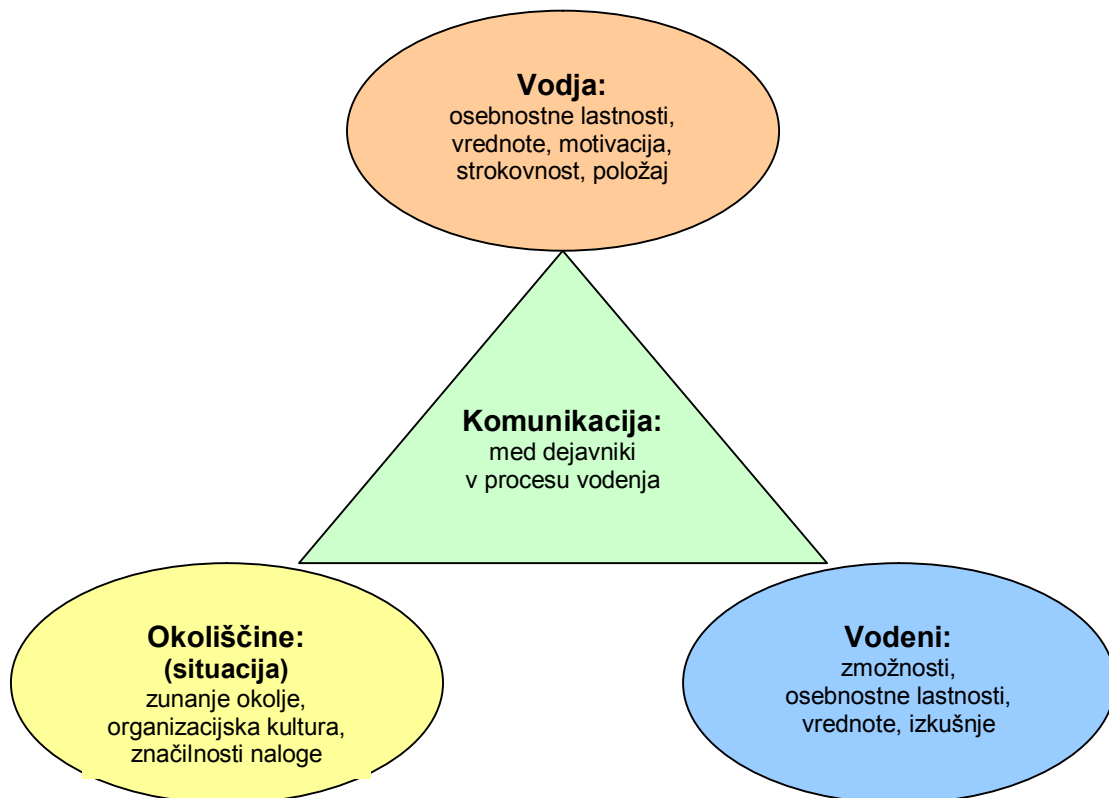 Vodja:
osebnostne lastnosti,
vrednote, motivacija,
strokovnost, položaj
Komunikacija:
med dejavniki
v procesu vodenja
Okoliščine:
(situacija)
zunanje okolje,
organizacijska kultura,
značilnosti naloge
Vodeni:
zmožnosti,
osebnostne lastnosti,
vrednote, izkušnje